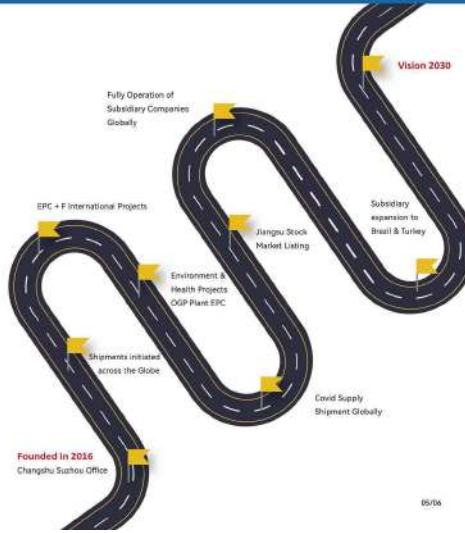 Vision 2030
Fully Operation of
Subsidiary Companies
Globally
EPC + F International Projects
Subsidiary
expansion to
Brazil & Turkey
Jiangsu Stock
Market Listing
Environment &
Health Projects
OGP Plant EPC
Shipments initiated
across the Globe
Covid Supply
Shipment Globally
Founded in 2016
Changshu Suzhou Office
05/06